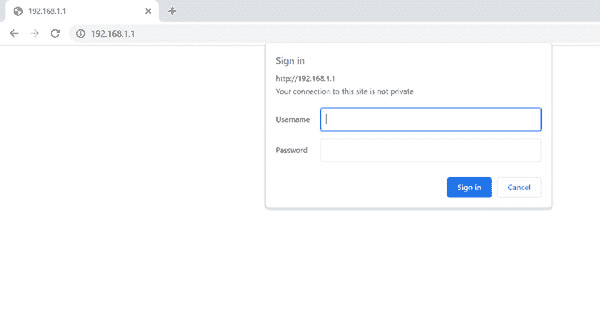 192.168.1.1
192.168.1.1
Sign in
http://192.168.1.1
Your connection to this site is not private
Username
Password
Sign in
Cancel